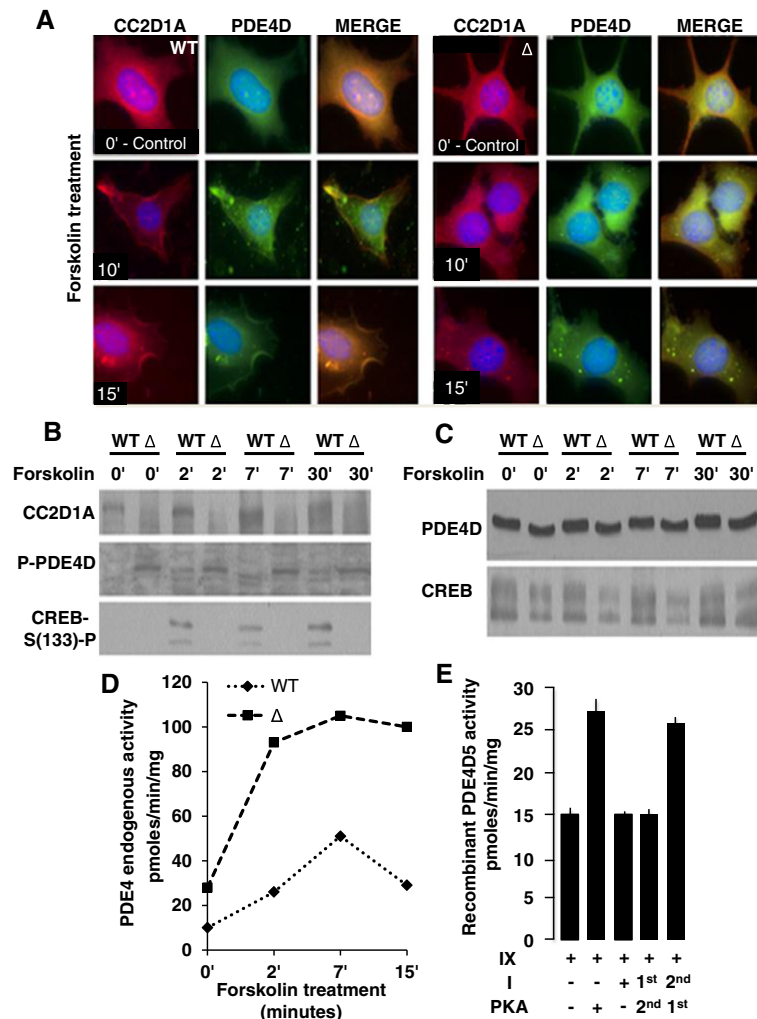 A
CC2D1A PDE4D MERGE CC2D1A PDE4D MERGE
WT Δ
Forskolin treatment
0' - Control 0' - Control
10' 10'
15' 15'
B
WT Δ WT Δ WT Δ WT Δ
Forskolin 0' 0' 2' 2' 7' 7' 30' 30'
CC2D1A
P-PDE4D
CREB-
S(133)-P
C
WT Δ WT Δ WT Δ WT Δ
Forskolin 0' 0' 2' 2' 7' 7' 30' 30'
PDE4D
CREB
D
PDE4 endogenous activity
pmoles/min/mg
120
100
80
60
40
20
0
WT
Δ
0' 2' 7' 15'
Forskolin treatment
(minutes)
E
Recombinant PDE4D5 activity
pmoles/min/mg
30
25
20
15
10
5
0
IX + + + + +
I - - + 1st 2nd
PKA - + - 2nd 1st